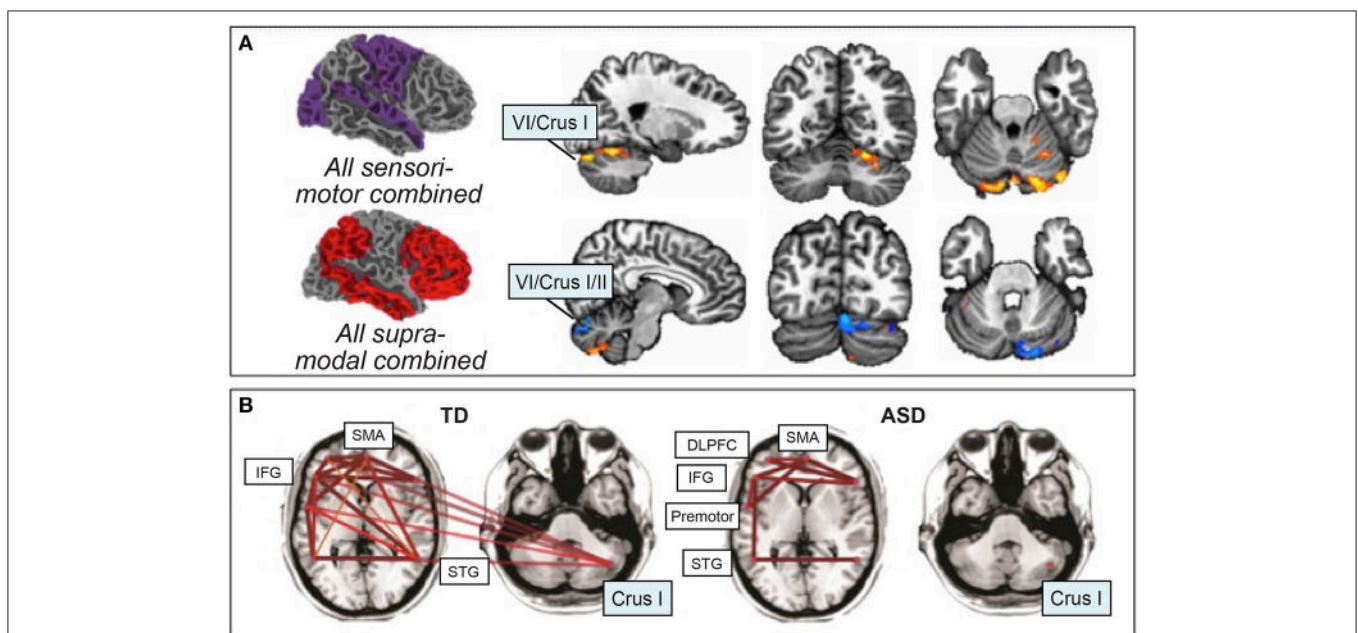 A
VI/Crus I
All sensori-
motor combined
VI/Crus I/II
All supra-
modal combined
B
TD
ASD
SMA
IFG
STG
Crus I
DLPFC
SMA
IFG
Premotor
STG
Crus I